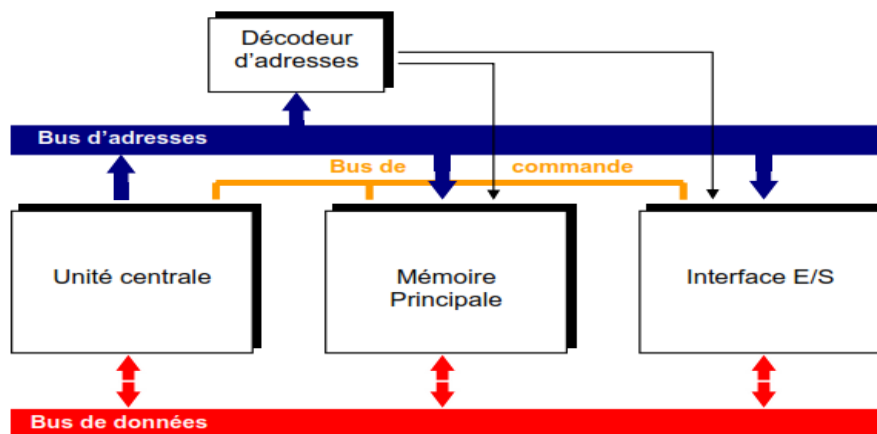 Décodeur
d'adresses
Bus d'adresses
Bus de commande
Unité centrale
Mémoire
Principale
Interface E/S
Bus de données